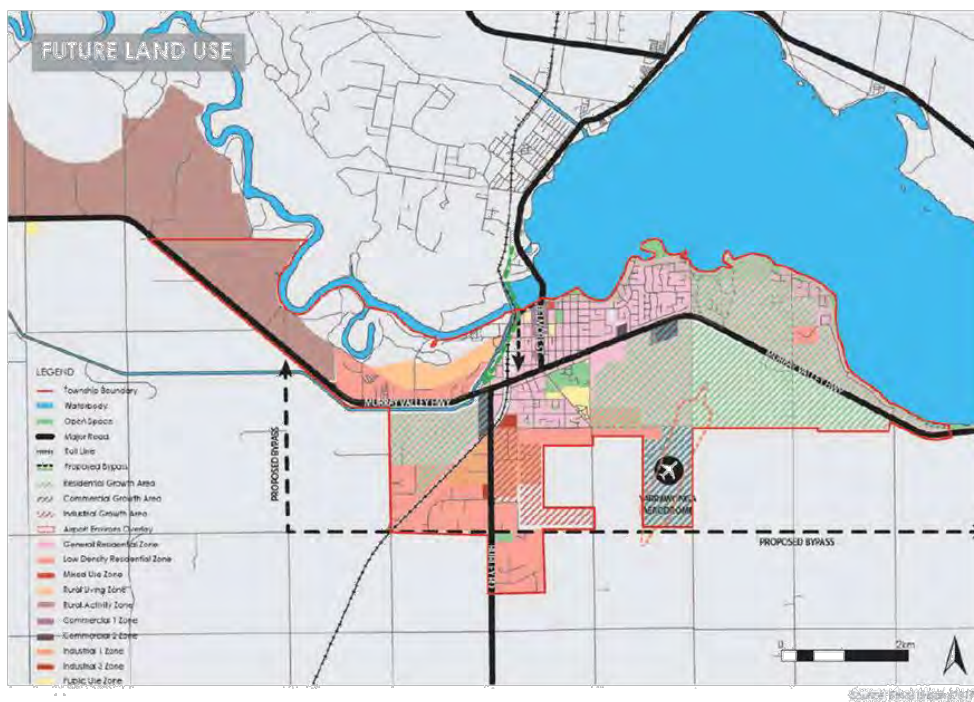 FUTURE LAND USE
LEGEND
Township Boundary
Waterbody
Open Space
Major Road
Rail Line
Proposed Bypass
Residential Growth Area
Commercial Growth Area
Industrial Growth Area
Airport Environs Overlay
General Residential Zone
Low Density Residential Zone
Mixed Use Zone
Rural Living Zone
Rural Activity Zone
Commercial 1 Zone
Commercial 2 Zone
Industrial 1 Zone
Industrial 3 Zone
Public Use Zone
PROPOSED BYPASS
MURRAY VALLEY HWY
MURRAY VALLEY HWY
YARRAWONGA
AERODROME
PROPOSED BYPASS
0
2km